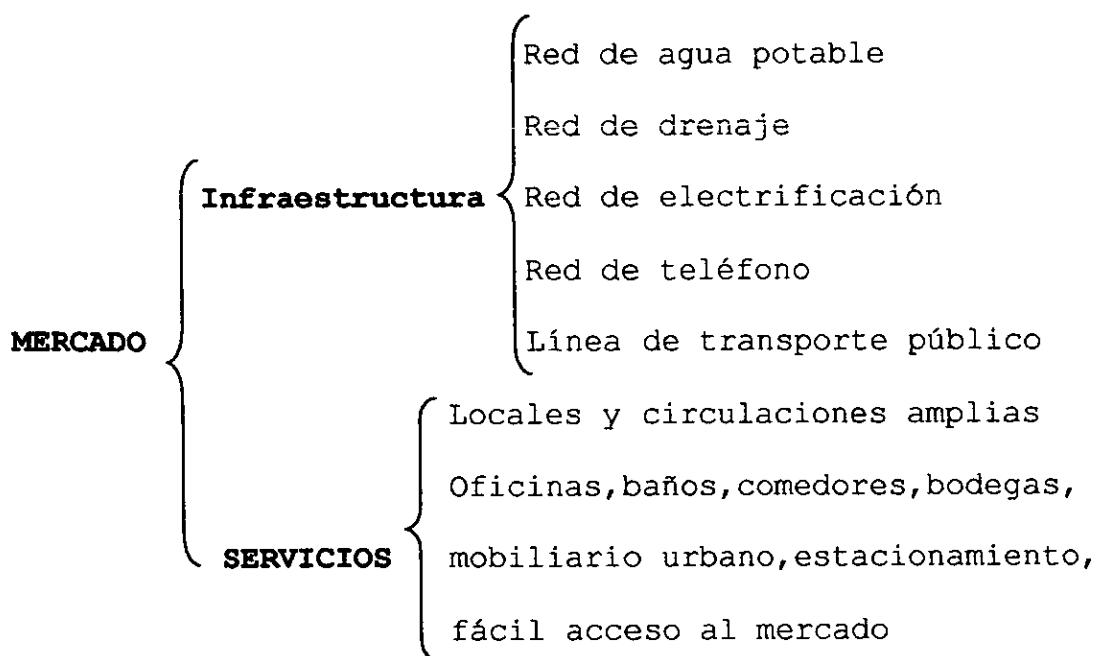 Red de agua potable
Red de drenaje
Infraestructura
Red de electrificación
Red de teléfono
MERCADO
Línea de transporte público
Locales y circulaciones amplias
Oficinas,baños,comedores,bodegas,
SERVICIOS
mobiliario urbano,estacionamiento,
fácil acceso al mercado